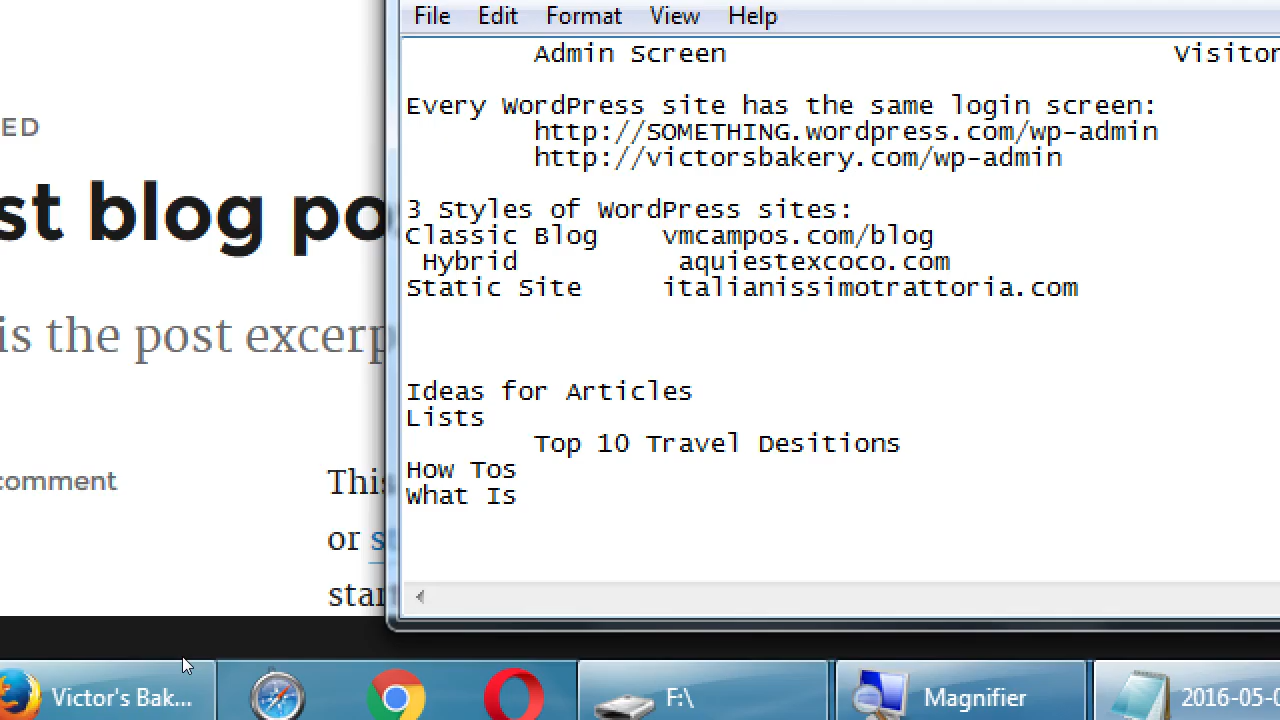 File Edit Format View Help
Admin Screen Visitor
Every WordPress site has the same login screen:
http://SOMETHING.wordpress.com/wp-admin
http://victorsbakery.com/wp-admin
3 Styles of WordPress sites:
Classic Blog vmcampos.com/blog
Hybrid aquiestexcoco.com
Static Site italianissimotrattoria.com
Ideas for Articles
Lists
Top 10 Travel Desitions
How Tos
What Is
ED
st blog po
is the post excerp
comment
This
or s
star
Victor's Bak... F:\ Magnifier 2016-05-0